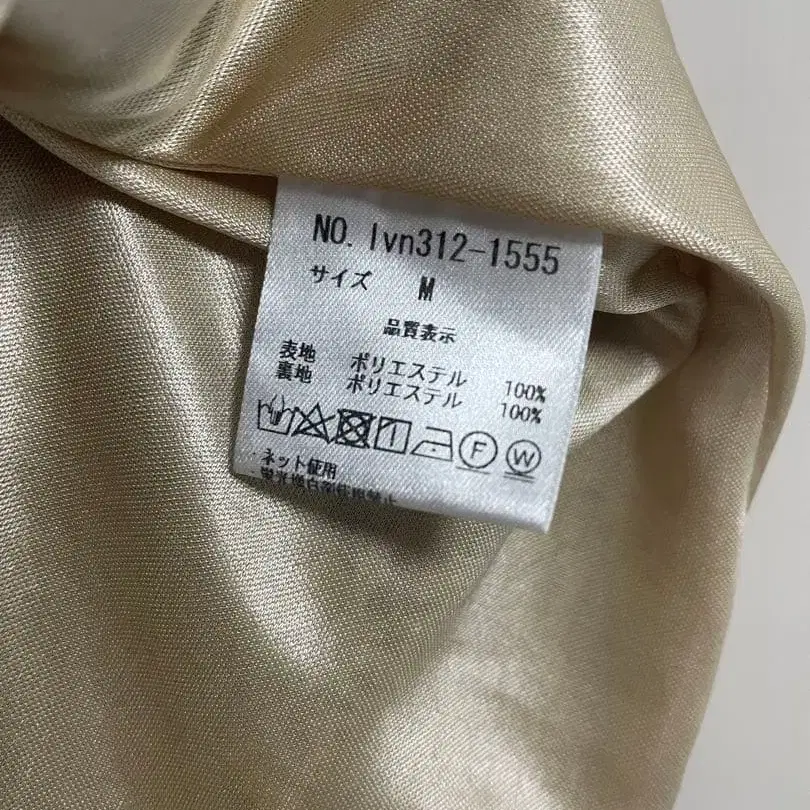 NO. lvn312-1555
サイズ M
品質表示
表地 ポリエステル 100%
裏地 ポリエステル 100%
F W
・ネット使用